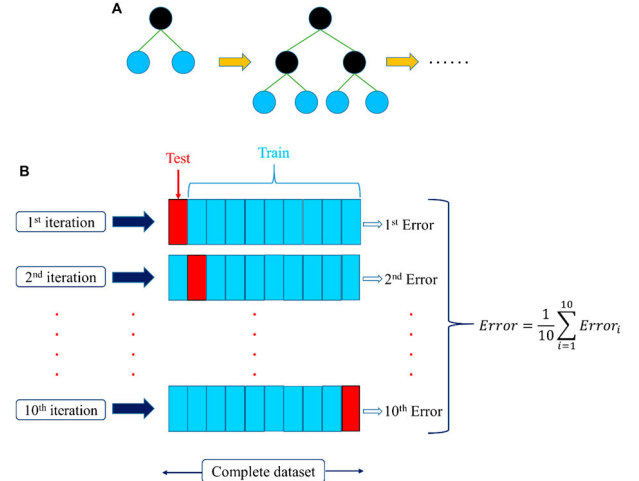 A
......
B
Test
Train
1st iteration
1st Error
2nd iteration
2nd Error
Error = 1/10 ∑ i=1 10 Error i
10th iteration
10th Error
Complete dataset